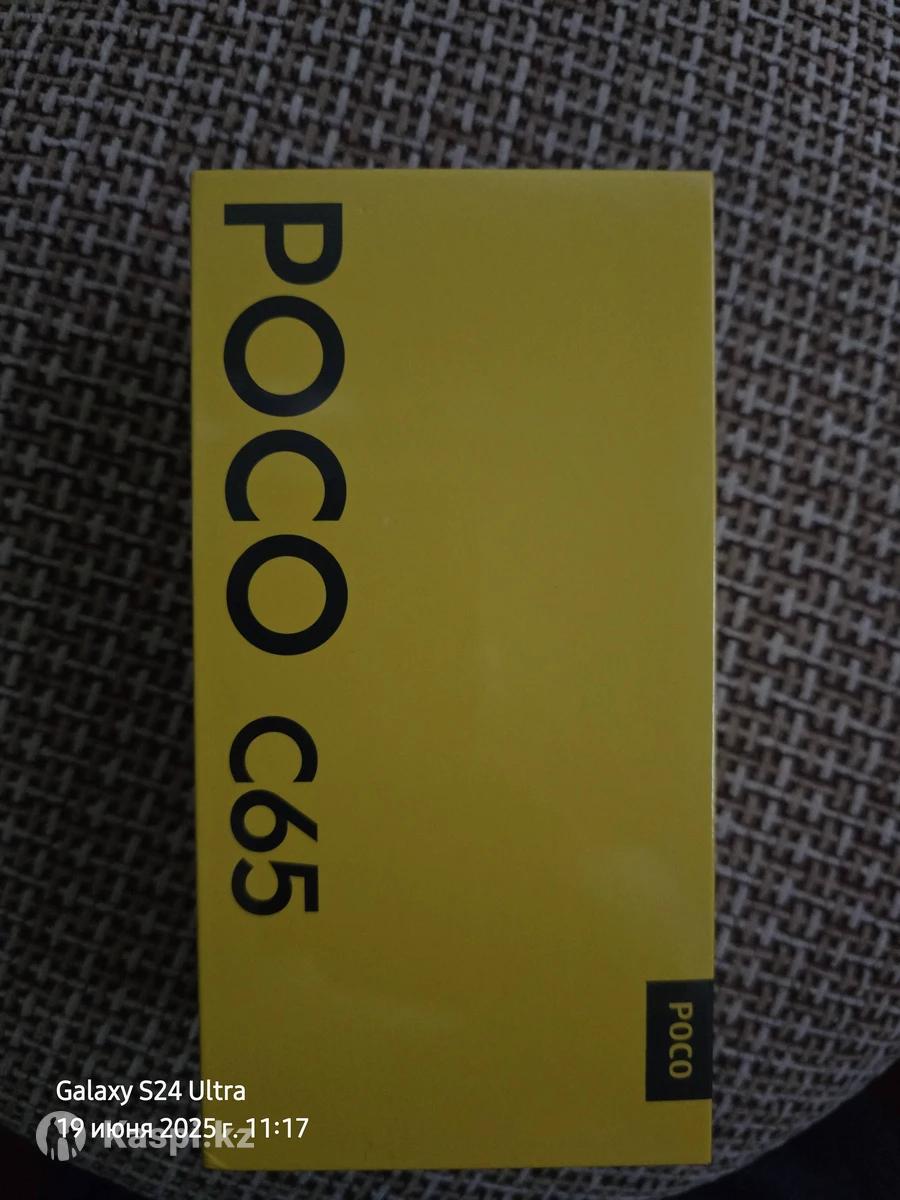 POCO C65
POCO
Galaxy S24 Ultra
19 июня 2025 г. 11:17
Kaspi.kz